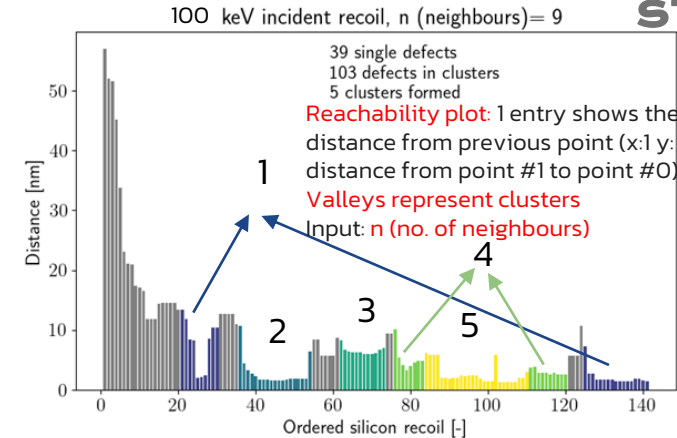 100 keV incident recoil, n (neighbours)= 9
39 single defects
103 defects in clusters
5 clusters formed
Reachability plot: 1 entry shows the
distance from previous point (x:1 y:
distance from point #1 to point #0)
Valleys represent clusters
Input: n (no. of neighbours)
1
2
3
4
5
Distance [nm]
50
40
30
20
10
0
0 20 40 60 80 100 120 140
Ordered silicon recoil [-]